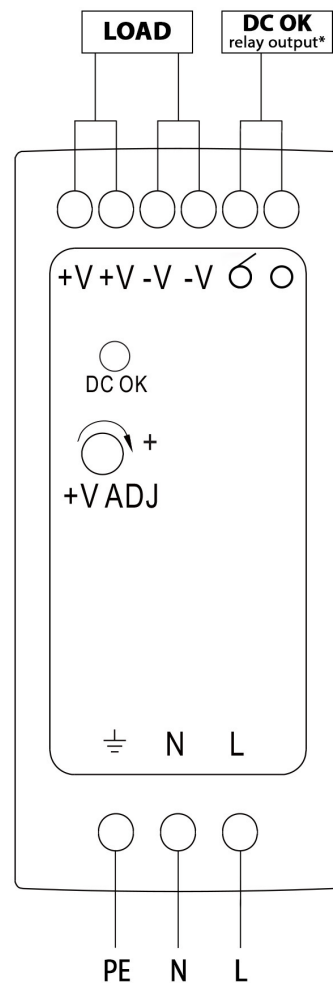 LOAD
DC OK
relay output*
+V +V -V -V
DC OK
+
+V ADJ
N L
PE N L